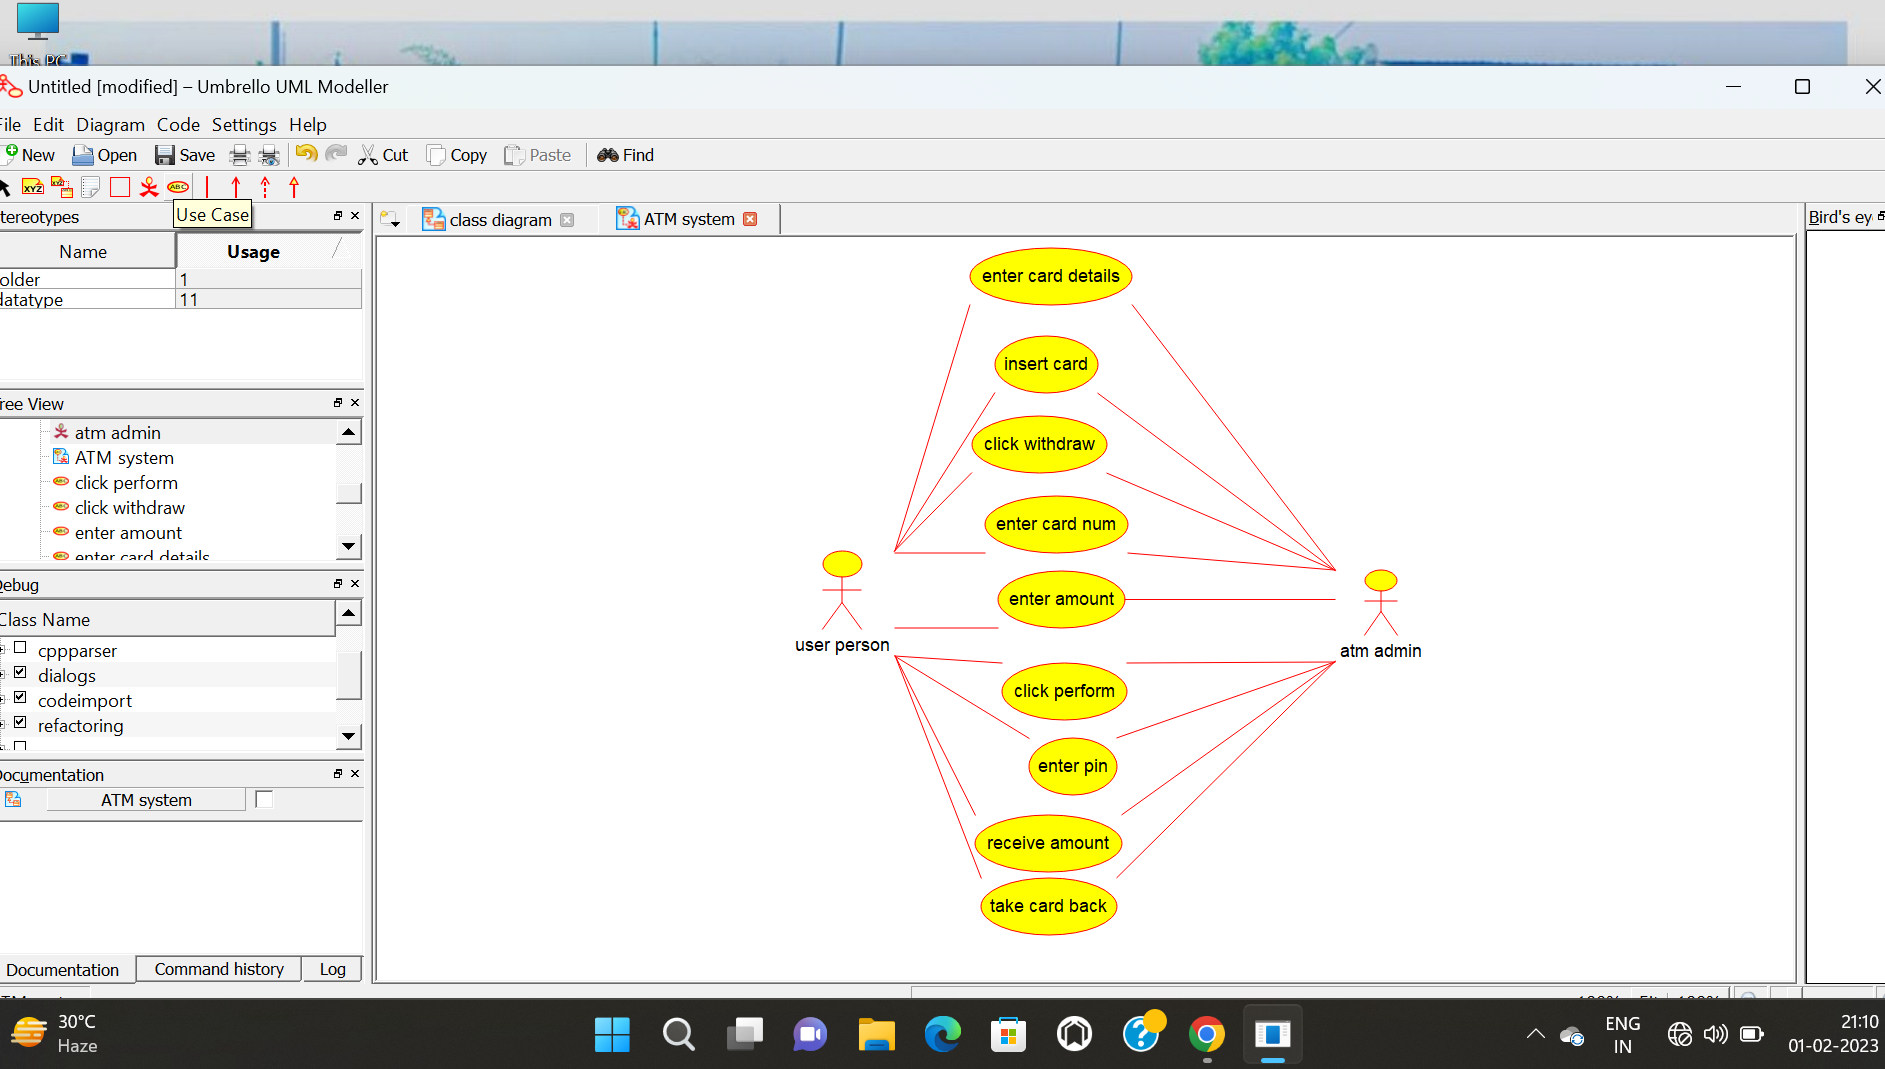 This PC
Untitled [modified] – Umbrello UML Modeller
File Edit Diagram Code Settings Help
New Open Save Cut Copy Paste Find
XYZ XYZ ABC
Use Case
tereotypes
Name Usage
older 1
datatype 11
class diagram
ATM system
Bird's ey
ree View
atm admin
ATM system
click perform
click withdraw
enter amount
enter card details
Debug
Class Name
cppparser
dialogs
codeimport
refactoring
Documentation
ATM system
Documentation Command history Log
enter card details
insert card
click withdraw
enter card num
enter amount
user person
atm admin
click perform
enter pin
receive amount
take card back
30°C
Haze
ENG
IN
21:10
01-02-2023